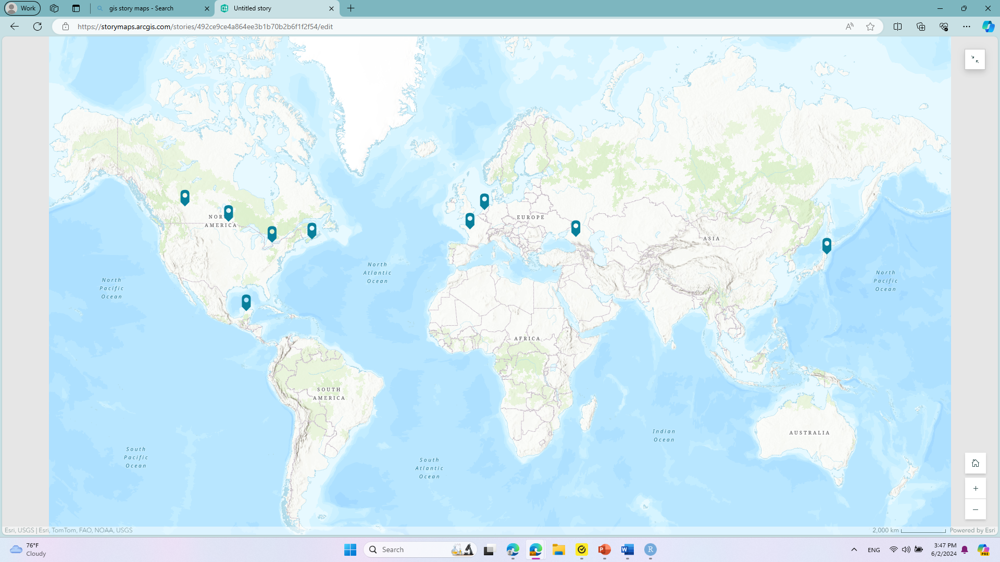 Work
gis story maps - Search
Untitled story
https://storymaps.arcgis.com/stories/492ce9ce4a864ee3b1b70b2b6f1f2f54/edit
NOR
AMERICA
EUROPE
ASIA
North
Atlantic
Ocean
North
Pacific
Ocean
North
Pacific
Ocean
AFRICA
SOUTH
AMERICA
AUSTRALIA
Indian
Ocean
South
Pacific
Ocean
South
Atlantic
Ocean
Esri, USGS | Esri, TomTom, FAO, NOAA, USGS
2,000 km
Powered by Esri
76°F
Cloudy
Search
ENG
3:47 PM
6/2/2024
PRE